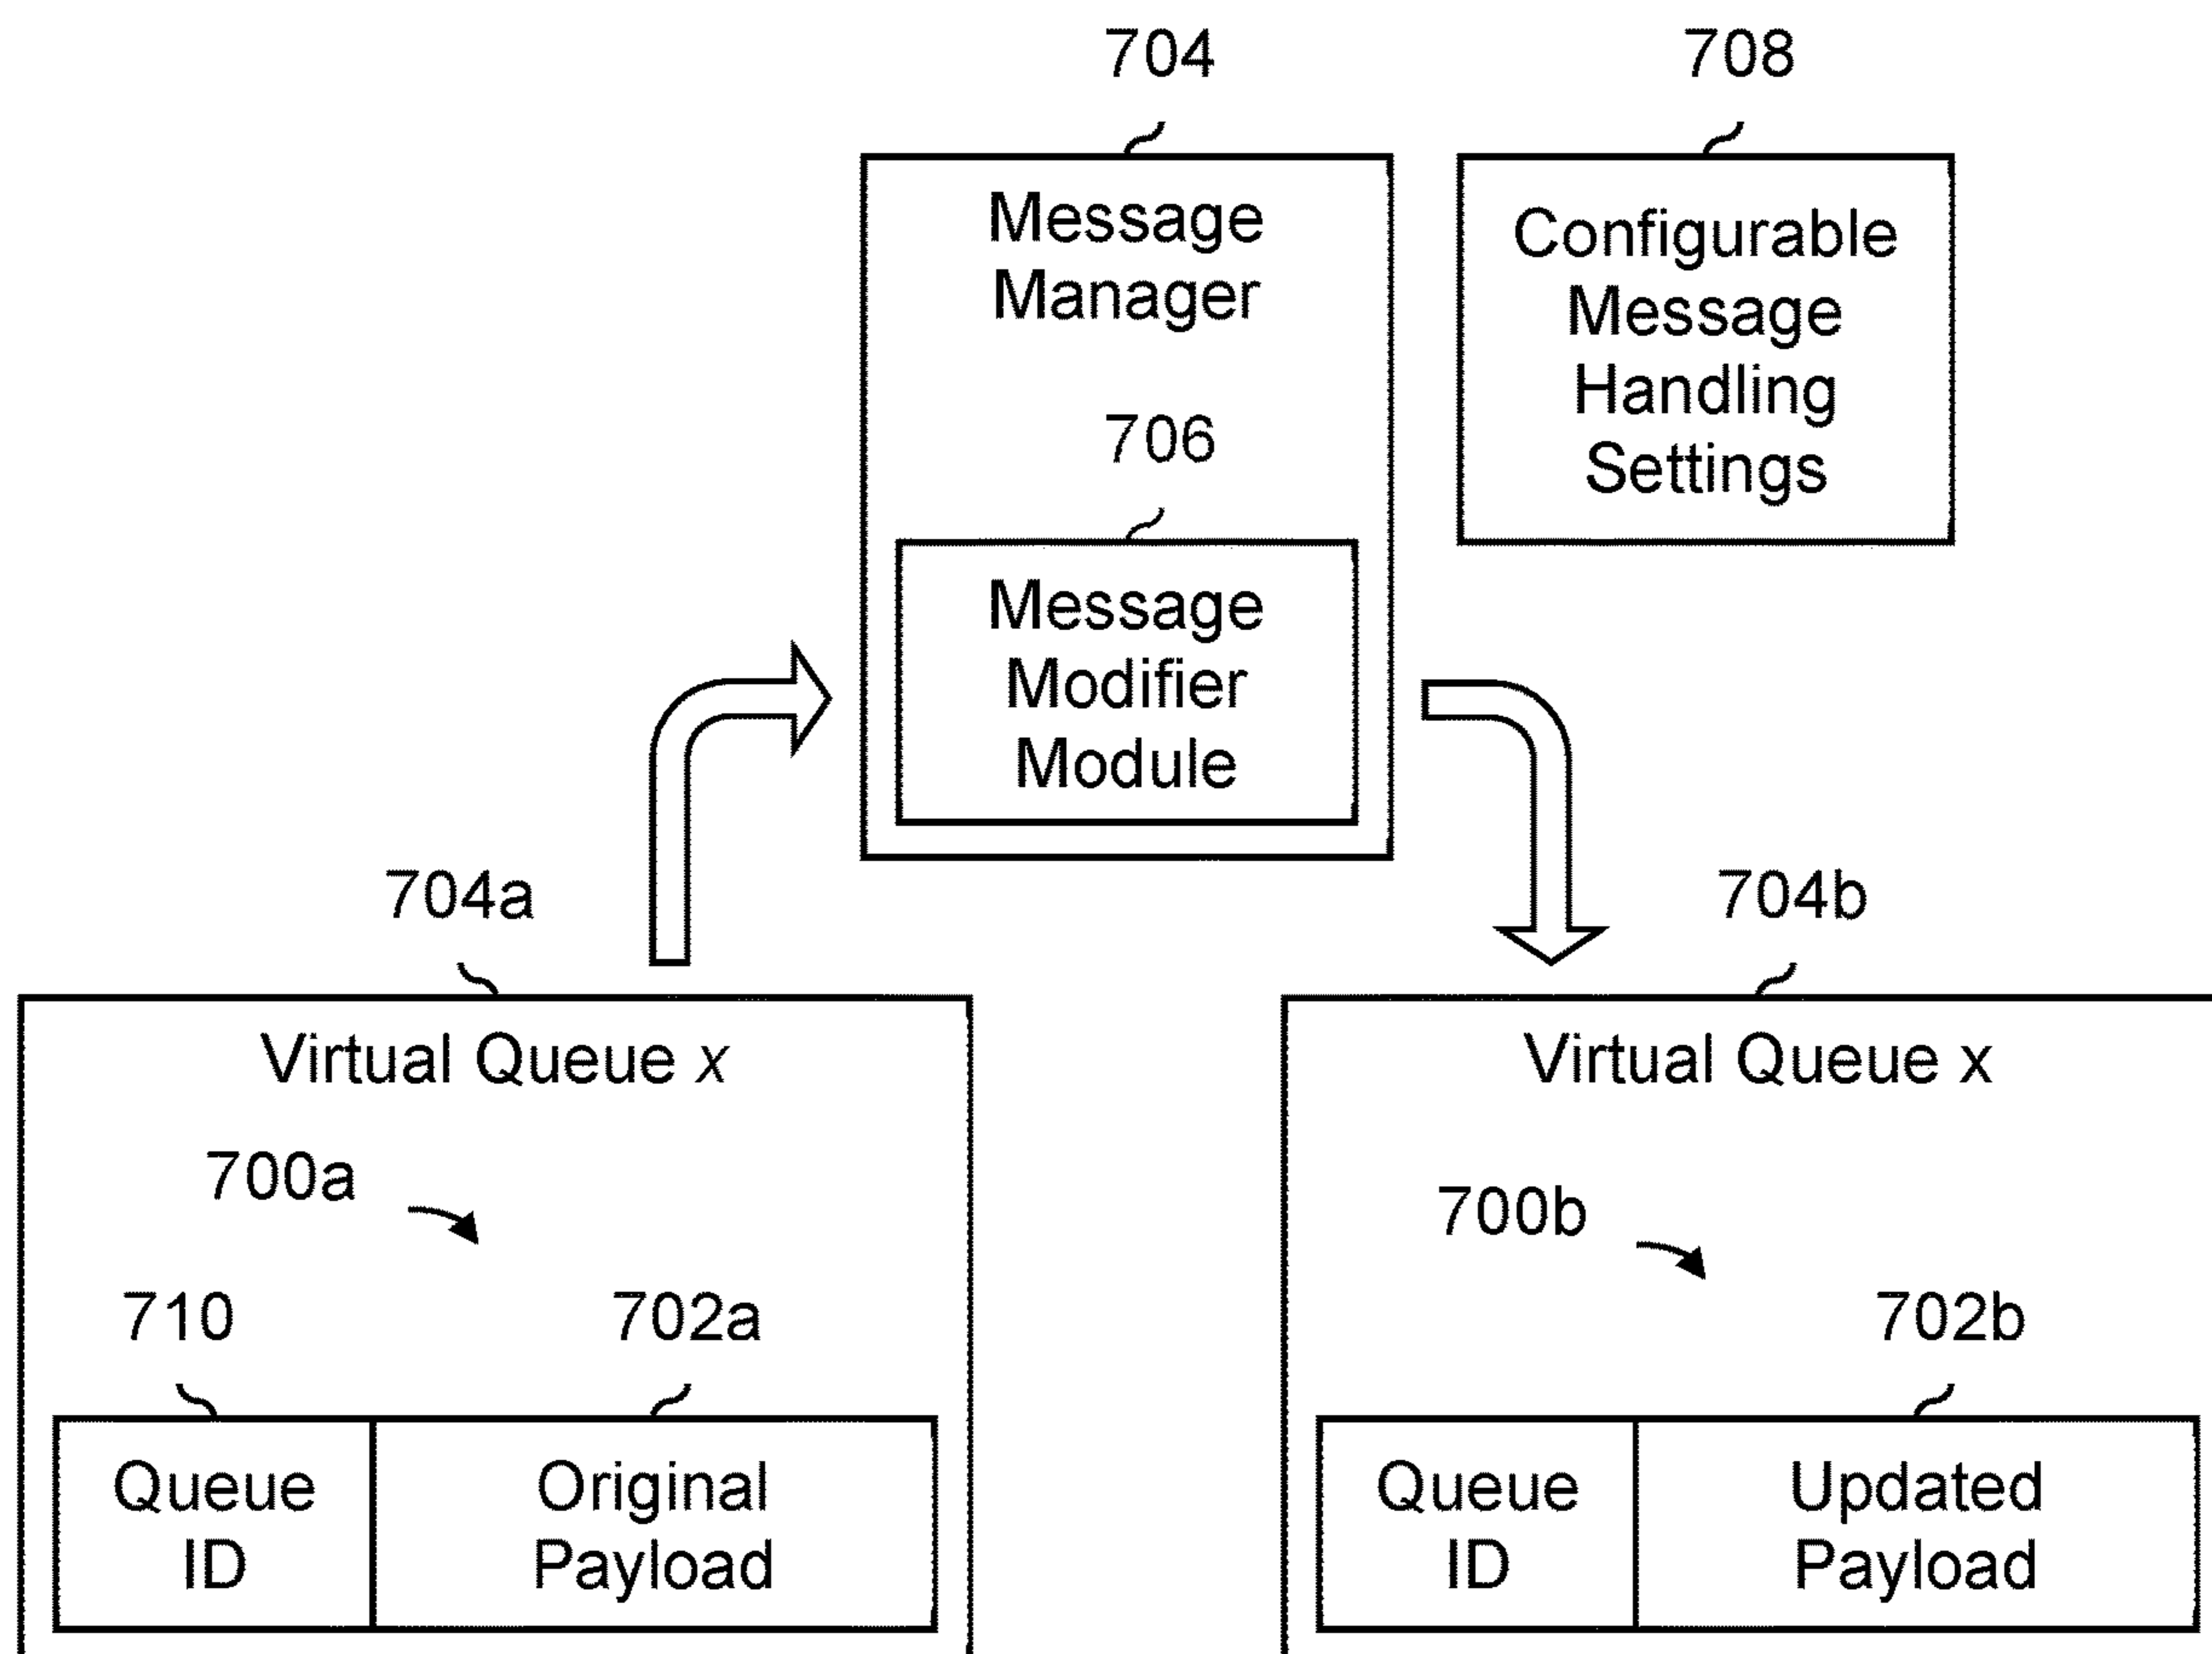 704
708
Message
Manager
Configurable
Message
Handling
Settings
706
Message
Modifier
Module
704a
704b
Virtual Queue x
Virtual Queue x
700a
700b
710
702a
702b
Queue
ID
Original
Payload
Queue
ID
Updated
Payload